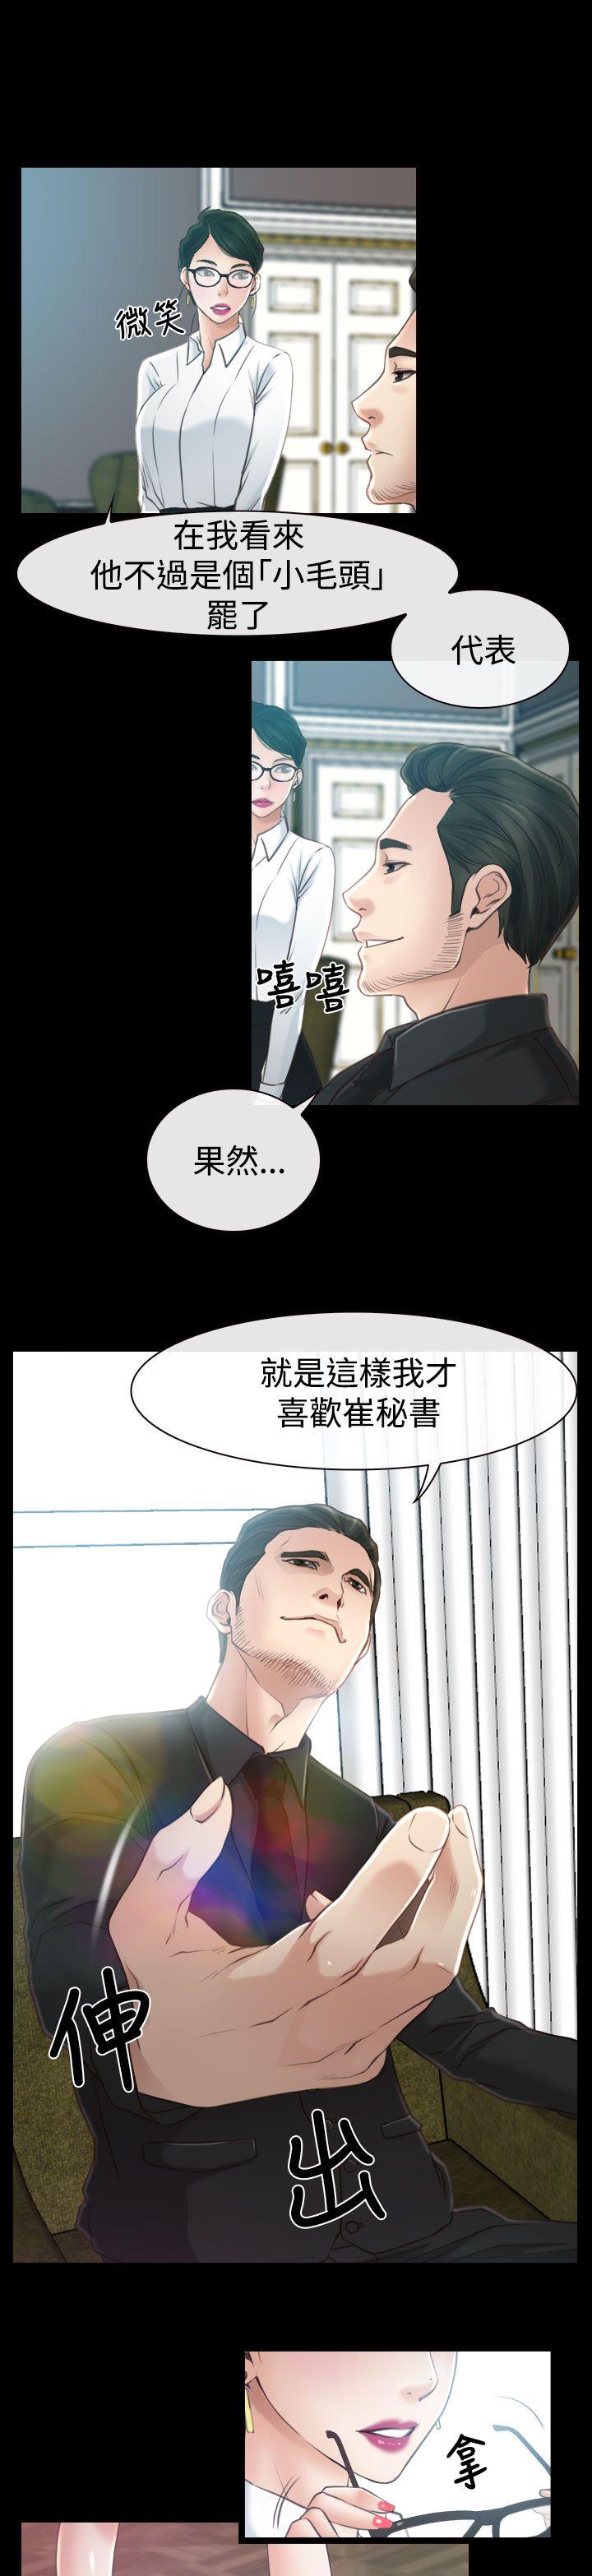 微笑
在我看來
他不過是個「小毛頭」
罷了
代表
嘻嘻
果然...
就是這樣我才
喜歡崔秘書
伸
出
拿